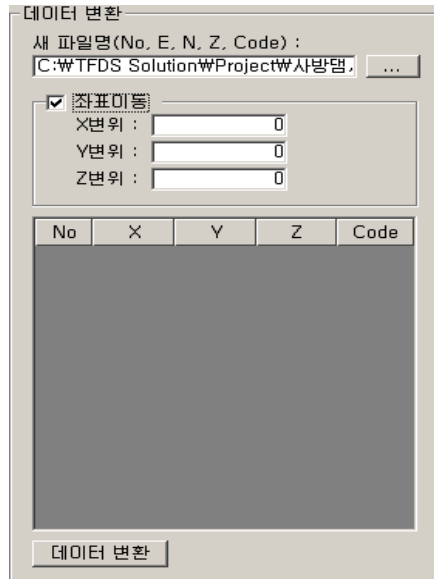 데이터 변환
새 파일명(No, E, N, Z, Code) :
C:₩TFDS Solution₩Project₩사방댐, ...
좌표이동
X변위 : 0
Y변위 : 0
Z변위 : 0
No X Y Z Code
데이터 변환